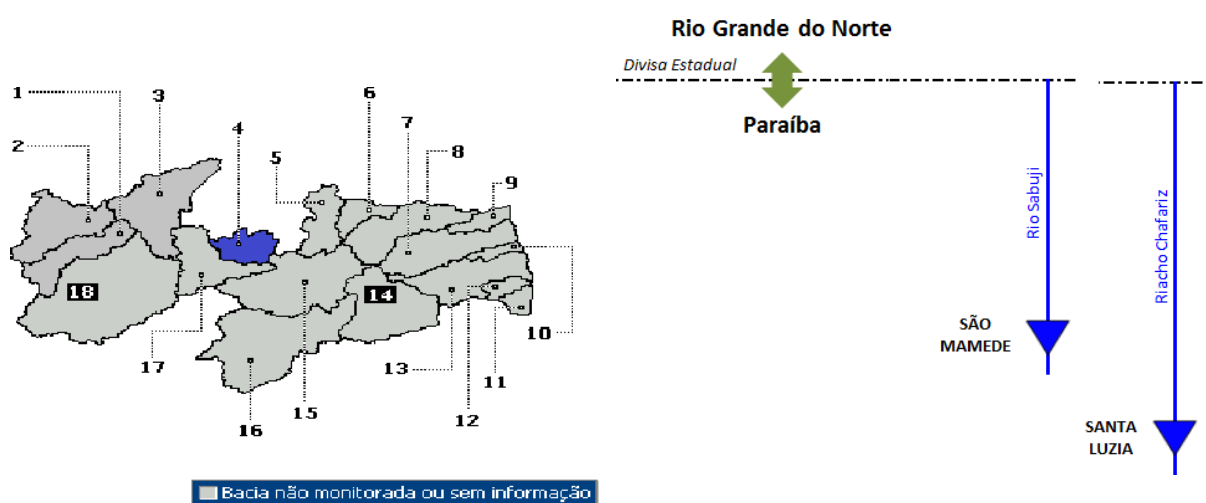 1
2
3
4
5
6
7
8
9
10
11
12
13
14
15
16
17
18
Bacia não monitorada ou sem informação
Rio Grande do Norte
Divisa Estadual
Paraíba
Rio Sabuji
Riacho Chafariz
SÃO
MAMEDE
SANTA
LUZIA